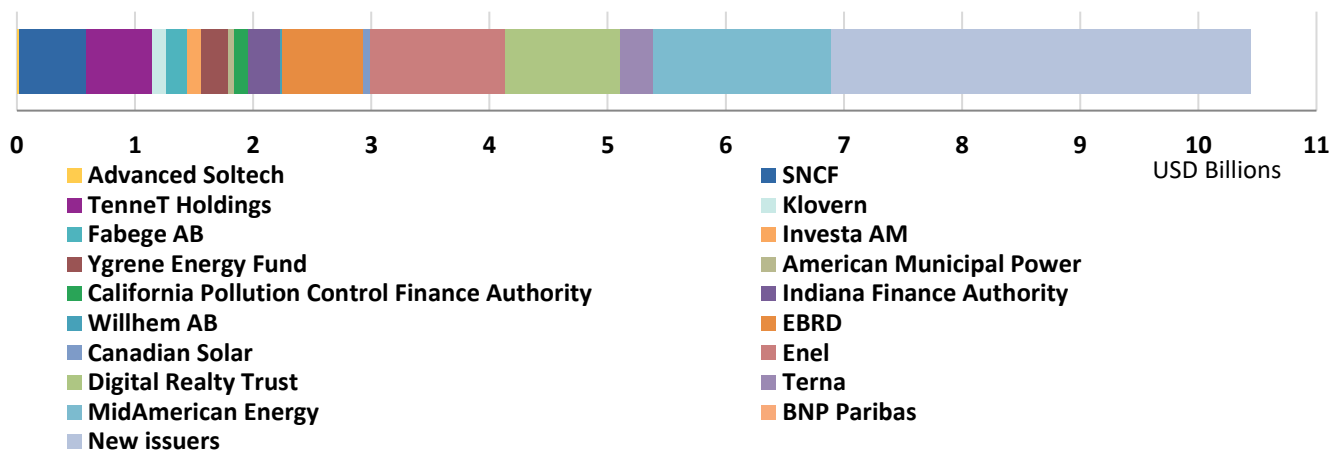 0 1 2 3 4 5 6 7 8 9 10 11
USD Billions
Advanced Soltech SNCF
TenneT Holdings Klovern
Fabege AB Investa AM
Ygrene Energy Fund American Municipal Power
California Pollution Control Finance Authority Indiana Finance Authority
Willhem AB EBRD
Canadian Solar Enel
Digital Realty Trust Terna
MidAmerican Energy BNP Paribas
New issuers